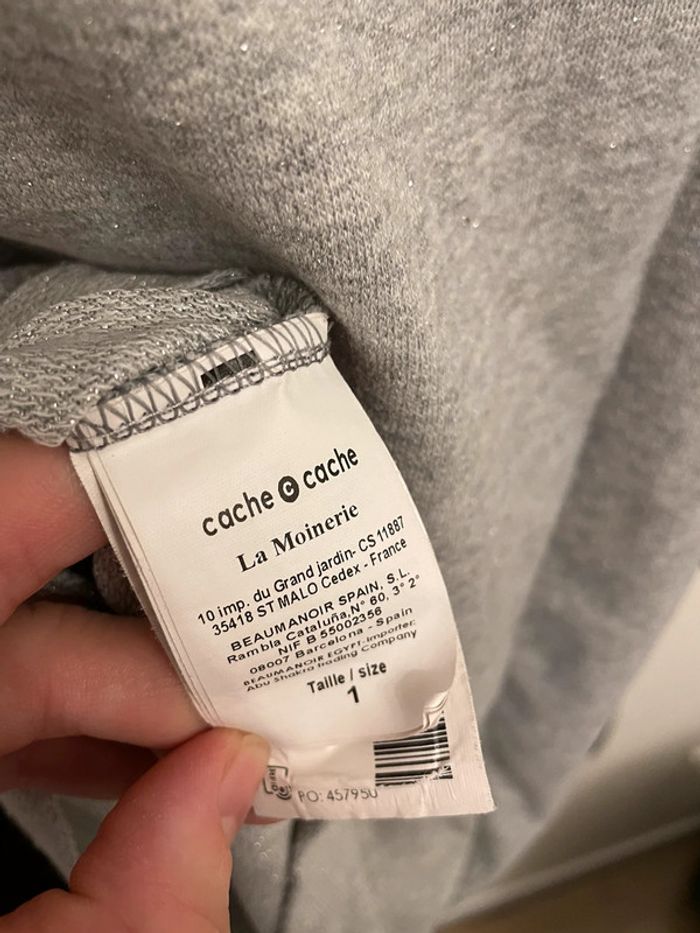 cache c cache
La Moinerie
10 imp. du Grand jardin- CS 11887
35418 ST MALO Cedex - France
BEAUMANOIR SPAIN, S.L.
Rambla Cataluña, N° 60, 3° 2°
NIF B 55002356
08007 Barcelona - Spain
BEAUMANOIR EGYPT-Importer:
Abu Shakra trading Company
Taille / size
1
PO: 457950